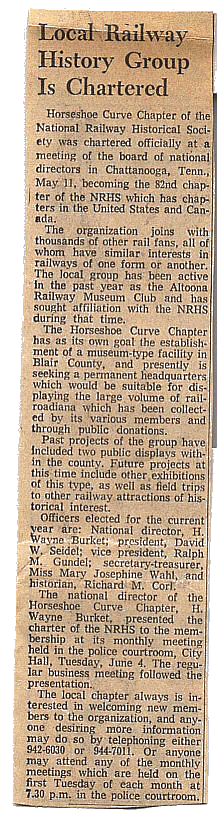 Local Railway
History Group
Is Chartered
Horseshoe Curve Chapter of the
National Railway Historical Soci-
ety was chartered officially at a
meeting of the board of national
directors in Chattanooga, Tenn.,
May 11, becoming the 82nd chap-
ter of the NRHS which has chap-
ters in the United States and Can-
ada.
The organization joins with
thousands of other rail fans, all of
whom have similar interests in
railways of one form or another.
The local group has been active
in the past year as the Altoona
Railway Museum Club and has
sought affiliation with the NRHS
during that time.
The Horseshoe Curve Chapter
has as its own goal the establish-
ment of a museum-type facility in
Blair County, and presently is
seeking a permanent headquarters
which would be suitable for dis-
playing the large volume of rail-
roadiana which has been collect-
ed by its various members and
through public donations.
Past projects of the group have
included two public displays with-
in the county. Future projects at
this time include other exhibitions
of this type, as well as field trips
to other railway attractions of his-
torical interest.
Officers elected for the current
year are: National director, H.
Wayne Burket; president, David
W. Seidel; vice president, Ralph
M. Gundel; secretary-treasurer,
Miss Mary Josephine Wahl, and
historian, Richard M. Corl.
The national director of the
Horseshoe Curve Chapter, H.
Wayne Burket, presented the
charter of the NRHS to the mem-
bership at its monthly meeting
held in the police courtroom, City
Hall, Tuesday, June 4. The regu-
lar business meeting followed the
presentation.
The local chapter always is in-
terested in welcoming new mem-
bers to the organization, and any-
one desiring more information
may do so by telephoning either
942-6030 or 944-7011. Or anyone
may attend any of the monthly
meetings which are held on the
first Tuesday of each month at
7.30 p.m. in the police courtroom.